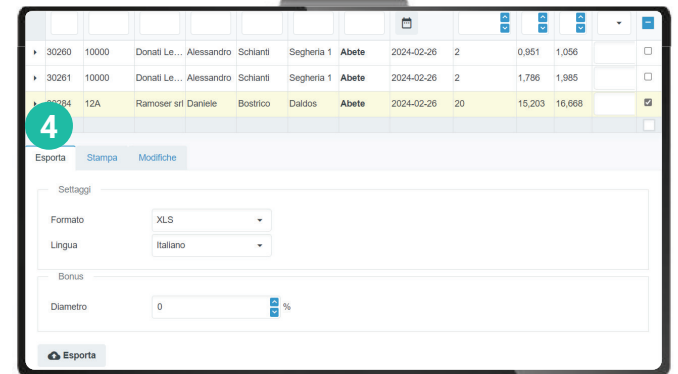 30260 10000 Donati Le... Alessandro Schianti Segheria 1 Abete 2024-02-26 2 0,951 1,056
30261 10000 Donati Le... Alessandro Schianti Segheria 1 Abete 2024-02-26 2 1,786 1,985
30284 12A Ramoser srl Daniele Bostrico Daldos Abete 2024-02-26 20 15,203 16,668
4
Esporta Stampa Modifiche
Settaggi
Formato XLS
Lingua Italiano
Bonus
Diametro 0 %
Esporta